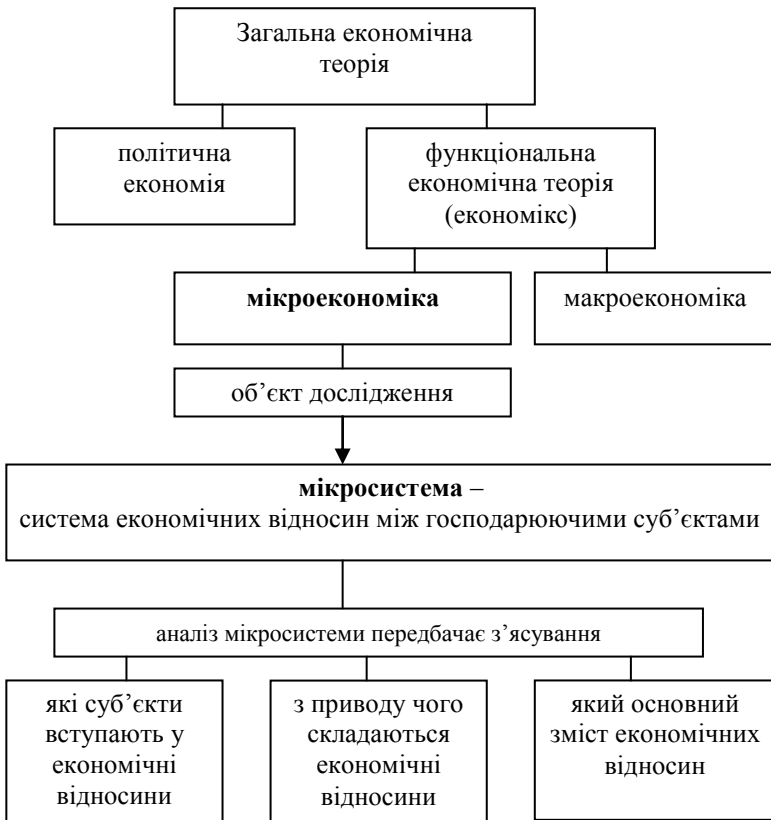 Загальна економічна
теорія
політична
економія
функціональна
економічна теорія
(економікс)
мікроекономіка
макроекономіка
об’єкт дослідження
мікросистема –
система економічних відносин між господарюючими суб’єктами
аналіз мікросистеми передбачає з’ясування
які суб’єкти
вступають у
економічні
відносини
з приводу чого
складаються
економічні
відносини
який основний
зміст економічних
відносин